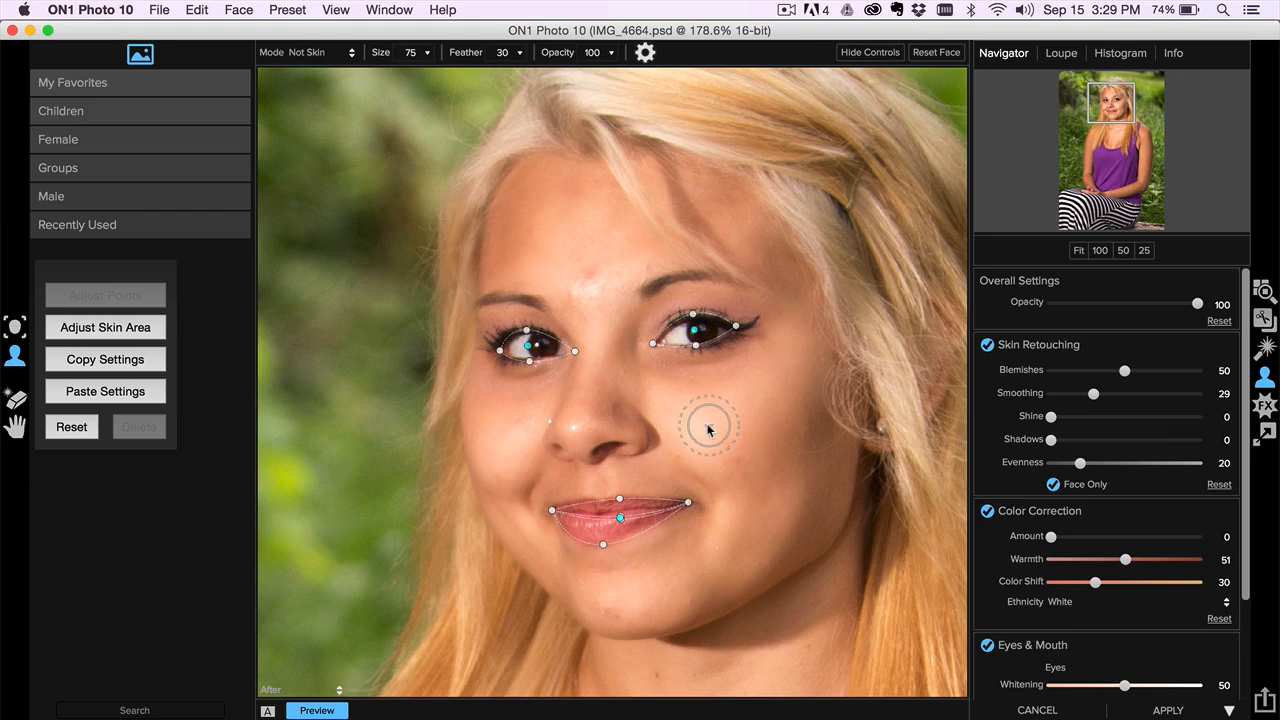 ON1 Photo 10 File Edit Face Preset View Window Help 4 Sep 15 3:29 PM 74%
ON1 Photo 10 (IMG_4664.psd @ 178.6% 16-bit)
Mode Not Skin Size 75 Feather 30 Opacity 100 Hide Controls Reset Face
Navigator Loupe Histogram Info
My Favorites
Children
Female
Groups
Male
Recently Used
Adjust Points
Adjust Skin Area
Copy Settings
Paste Settings
Reset Delete
Search
After
A Preview
Fit 100 50 25
Overall Settings
Opacity 100
Reset
Skin Retouching
Blemishes 50
Smoothing 29
Shine 0
Shadows 0
Evenness 20
Face Only Reset
Color Correction
Amount 0
Warmth 51
Color Shift 30
Ethnicity White
Reset
Eyes & Mouth
Eyes
Whitening 50
CANCEL APPLY
FX